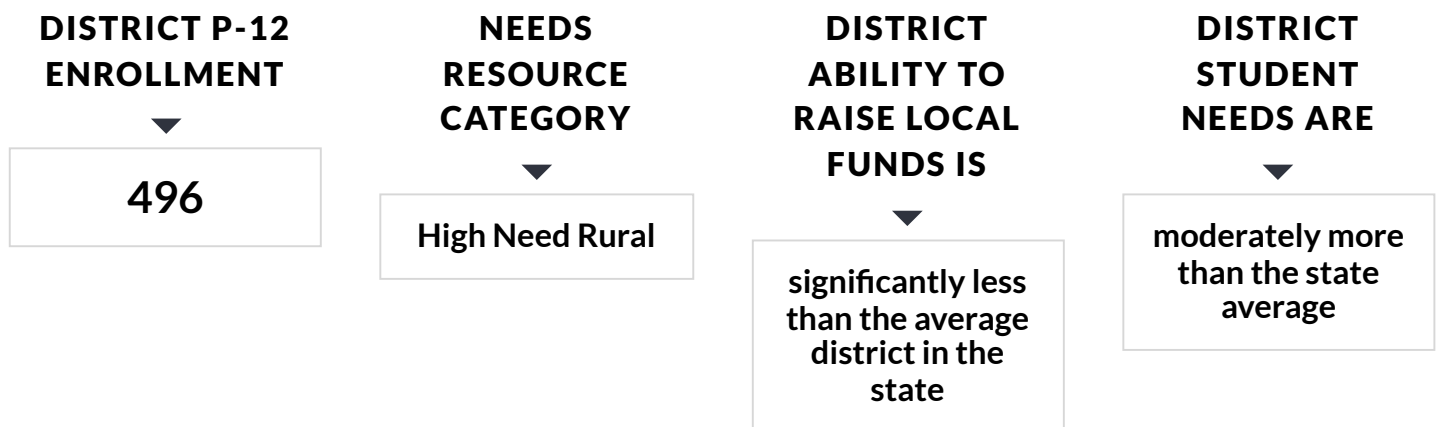 DISTRICT P-12
ENROLLMENT
496
NEEDS
RESOURCE
CATEGORY
High Need Rural
DISTRICT
ABILITY TO
RAISE LOCAL
FUNDS IS
significantly less
than the average
district in the
state
DISTRICT
STUDENT
NEEDS ARE
moderately more
than the state
average